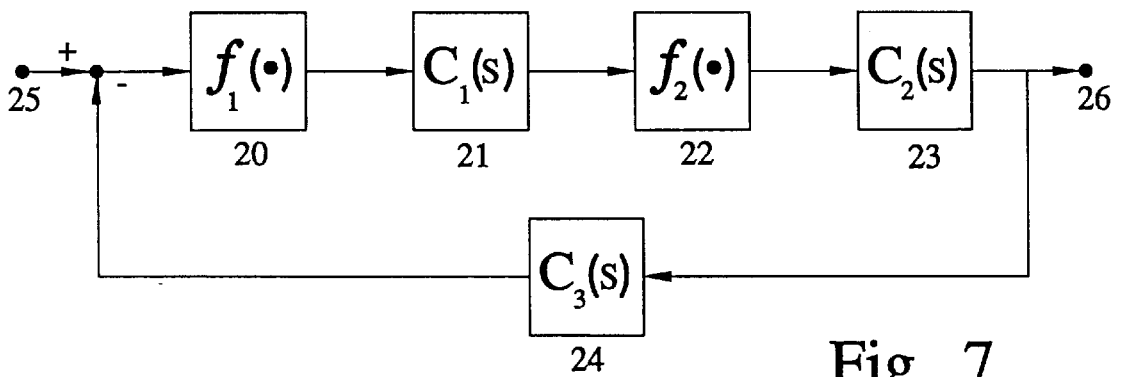 +
-
f₁(•)
C₁(s)
f₂(•)
C₂(s)
25
20
21
22
23
26
C₃(s)
24
Fig. 7